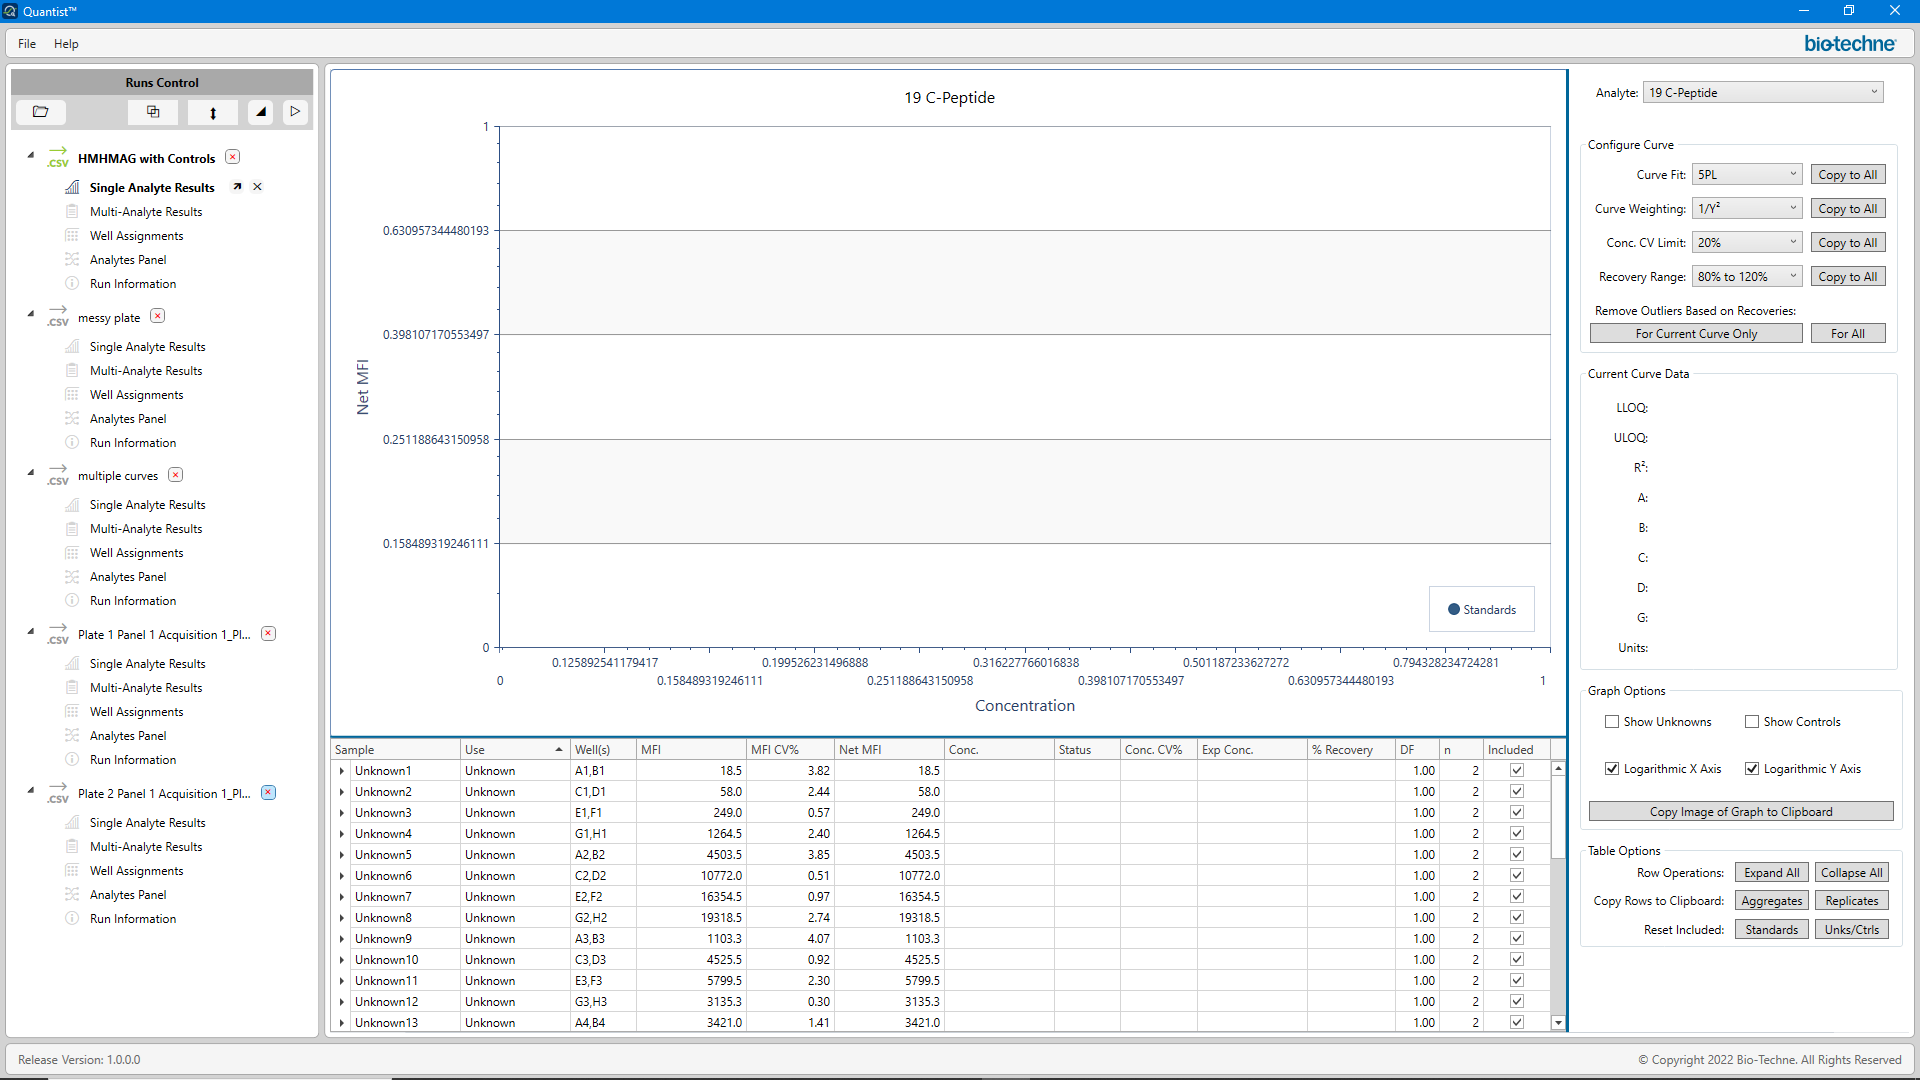 Quantist™
File Help
bio-techne
Runs Control
HMHMAG with Controls
Single Analyte Results
Multi-Analyte Results
Well Assignments
Analytes Panel
Run Information
messy plate
Single Analyte Results
Multi-Analyte Results
Well Assignments
Analytes Panel
Run Information
multiple curves
Single Analyte Results
Multi-Analyte Results
Well Assignments
Analytes Panel
Run Information
Plate 1 Panel 1 Acquisition 1_Pl...
Single Analyte Results
Multi-Analyte Results
Well Assignments
Analytes Panel
Run Information
Plate 2 Panel 1 Acquisition 1_Pl...
Single Analyte Results
Multi-Analyte Results
Well Assignments
Analytes Panel
Run Information
.CSV
.CSV
.CSV
.CSV
.CSV
19 C-Peptide
Net MFI
1
0.630957344480193
0.398107170553497
0.251188643150958
0.158489319246111
0
Standards
0.125892541179417 0.199526231496888 0.316227766016838 0.501187233627272 0.794328234724281
0 0.158489319246111 0.251188643150958 0.398107170553497 0.630957344480193 1
Concentration
Sample Use Well(s) MFI MFI CV% Net MFI Conc. Status Conc. CV% Exp Conc. % Recovery DF n Included
Unknown1 Unknown A1,B1 18.5 3.82 18.5 1.00 2
Unknown2 Unknown C1,D1 58.0 2.44 58.0 1.00 2
Unknown3 Unknown E1,F1 249.0 0.57 249.0 1.00 2
Unknown4 Unknown G1,H1 1264.5 2.40 1264.5 1.00 2
Unknown5 Unknown A2,B2 4503.5 3.85 4503.5 1.00 2
Unknown6 Unknown C2,D2 10772.0 0.51 10772.0 1.00 2
Unknown7 Unknown E2,F2 16354.5 0.97 16354.5 1.00 2
Unknown8 Unknown G2,H2 19318.5 2.74 19318.5 1.00 2
Unknown9 Unknown A3,B3 1103.3 4.07 1103.3 1.00 2
Unknown10 Unknown C3,D3 4525.5 0.92 4525.5 1.00 2
Unknown11 Unknown E3,F3 5799.5 2.30 5799.5 1.00 2
Unknown12 Unknown G3,H3 3135.3 0.30 3135.3 1.00 2
Unknown13 Unknown A4,B4 3421.0 1.41 3421.0 1.00 2
Analyte: 19 C-Peptide
Configure Curve
Curve Fit: 5PL Copy to All
Curve Weighting: 1/Y² Copy to All
Conc. CV Limit: 20% Copy to All
Recovery Range: 80% to 120% Copy to All
Remove Outliers Based on Recoveries:
For Current Curve Only For All
Current Curve Data
LLOQ:
ULOQ:
R²:
A:
B:
C:
D:
G:
Units:
Graph Options
Show Unknowns Show Controls
Logarithmic X Axis Logarithmic Y Axis
Copy Image of Graph to Clipboard
Table Options
Row Operations: Expand All Collapse All
Copy Rows to Clipboard: Aggregates Replicates
Reset Included: Standards Unks/Ctrls
Release Version: 1.0.0.0
© Copyright 2022 Bio-Techne. All Rights Reserved